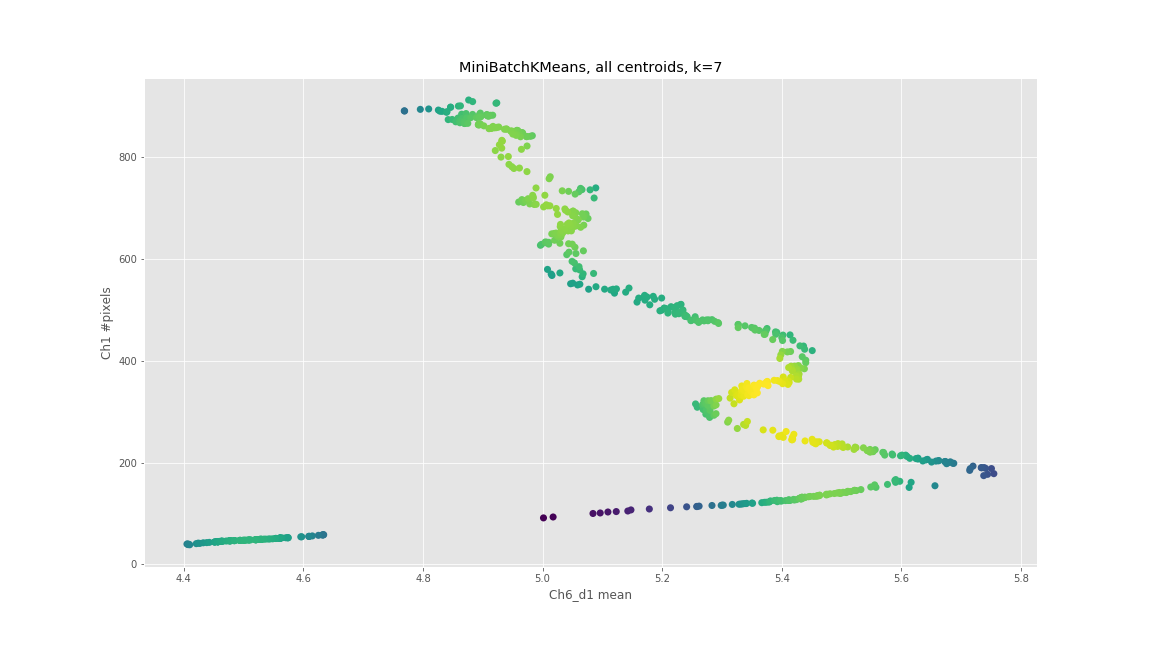 MiniBatchKMeans, all centroids, k=7
800
600
400
200
0
Ch1 #pixels
4.4 4.6 4.8 5.0 5.2 5.4 5.6 5.8
Ch6_d1 mean